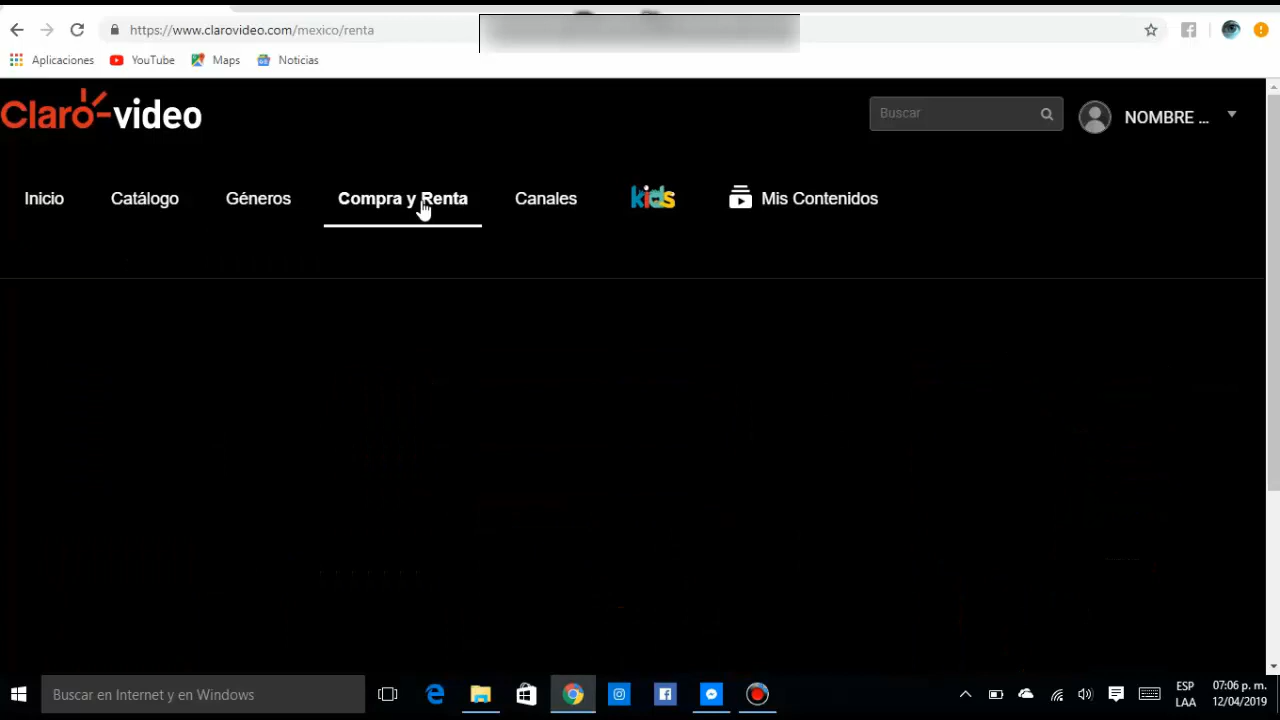 https://www.clarovideo.com/mexico/renta
Aplicaciones YouTube Maps Noticias
Claro-video
Buscar
NOMBRE ...
Inicio Catálogo Géneros Compra y Renta Canales kids Mis Contenidos
Buscar en Internet y en Windows
ESP 07:06 p. m.
LAA 12/04/2019